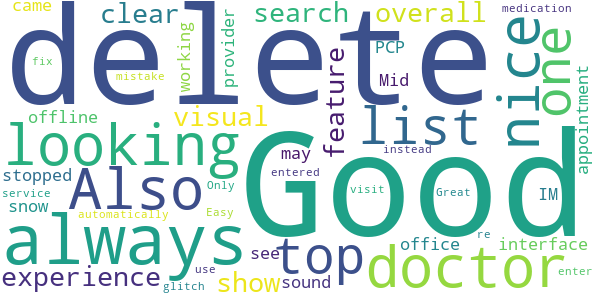 came
clear
search
overall
medication
delete
nice
one
fix
mistake
working
provider
feature
PCP
Mid
offline
visual
list
appointment
looking
may
instead
Good
stopped
Also
Only
entered
visit
Great
IM
service
snow
automatically
Easy
always
top
see
office
re
interface
experience
use
show
sound
doctor
enter
glitch